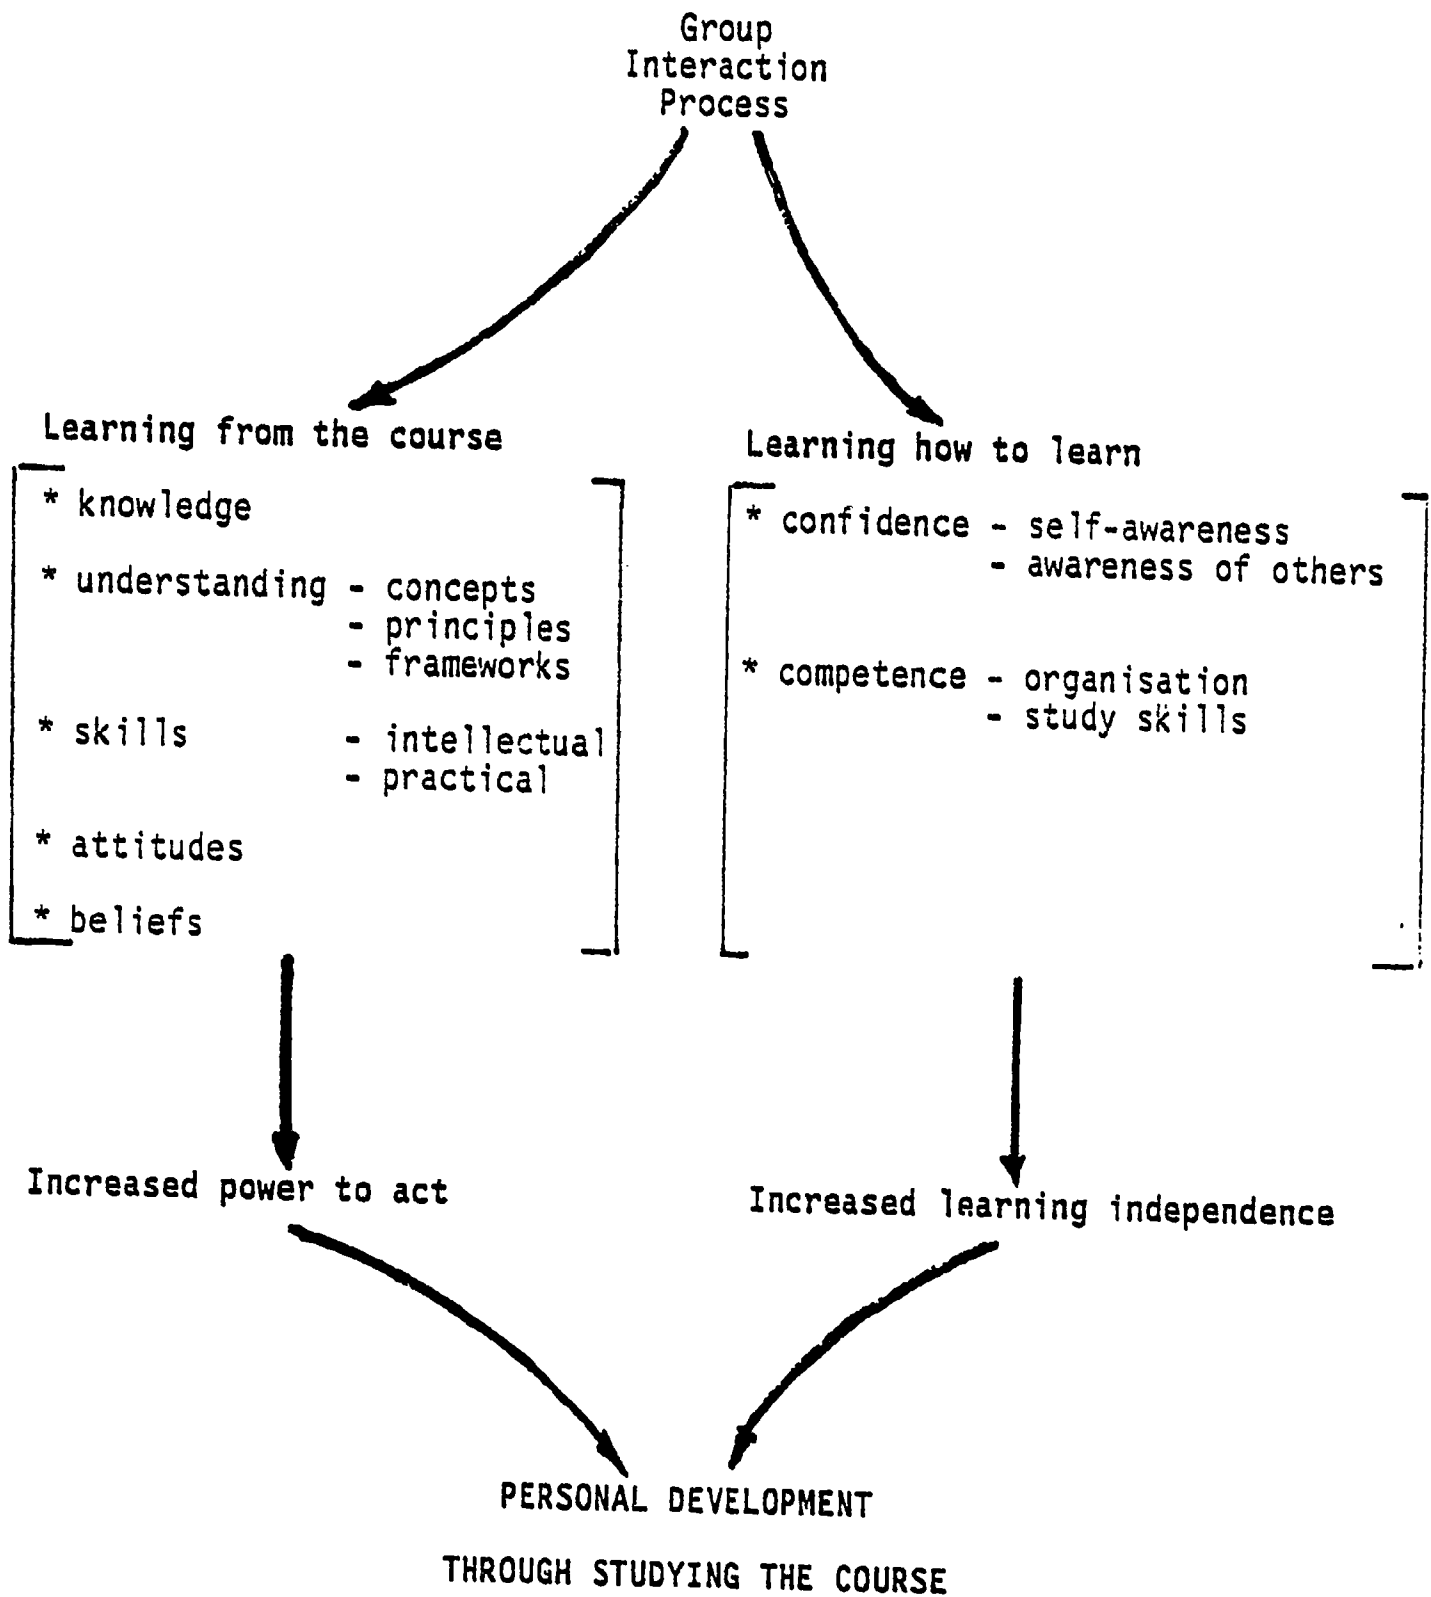 Group
Interaction
Process
Learning from the course
* knowledge
* understanding - concepts
- principles
- frameworks
* skills - intellectual
- practical
* attitudes
* beliefs
Learning how to learn
* confidence - self-awareness
- awareness of others
* competence - organisation
- study skills
Increased power to act
Increased learning independence
PERSONAL DEVELOPMENT
THROUGH STUDYING THE COURSE